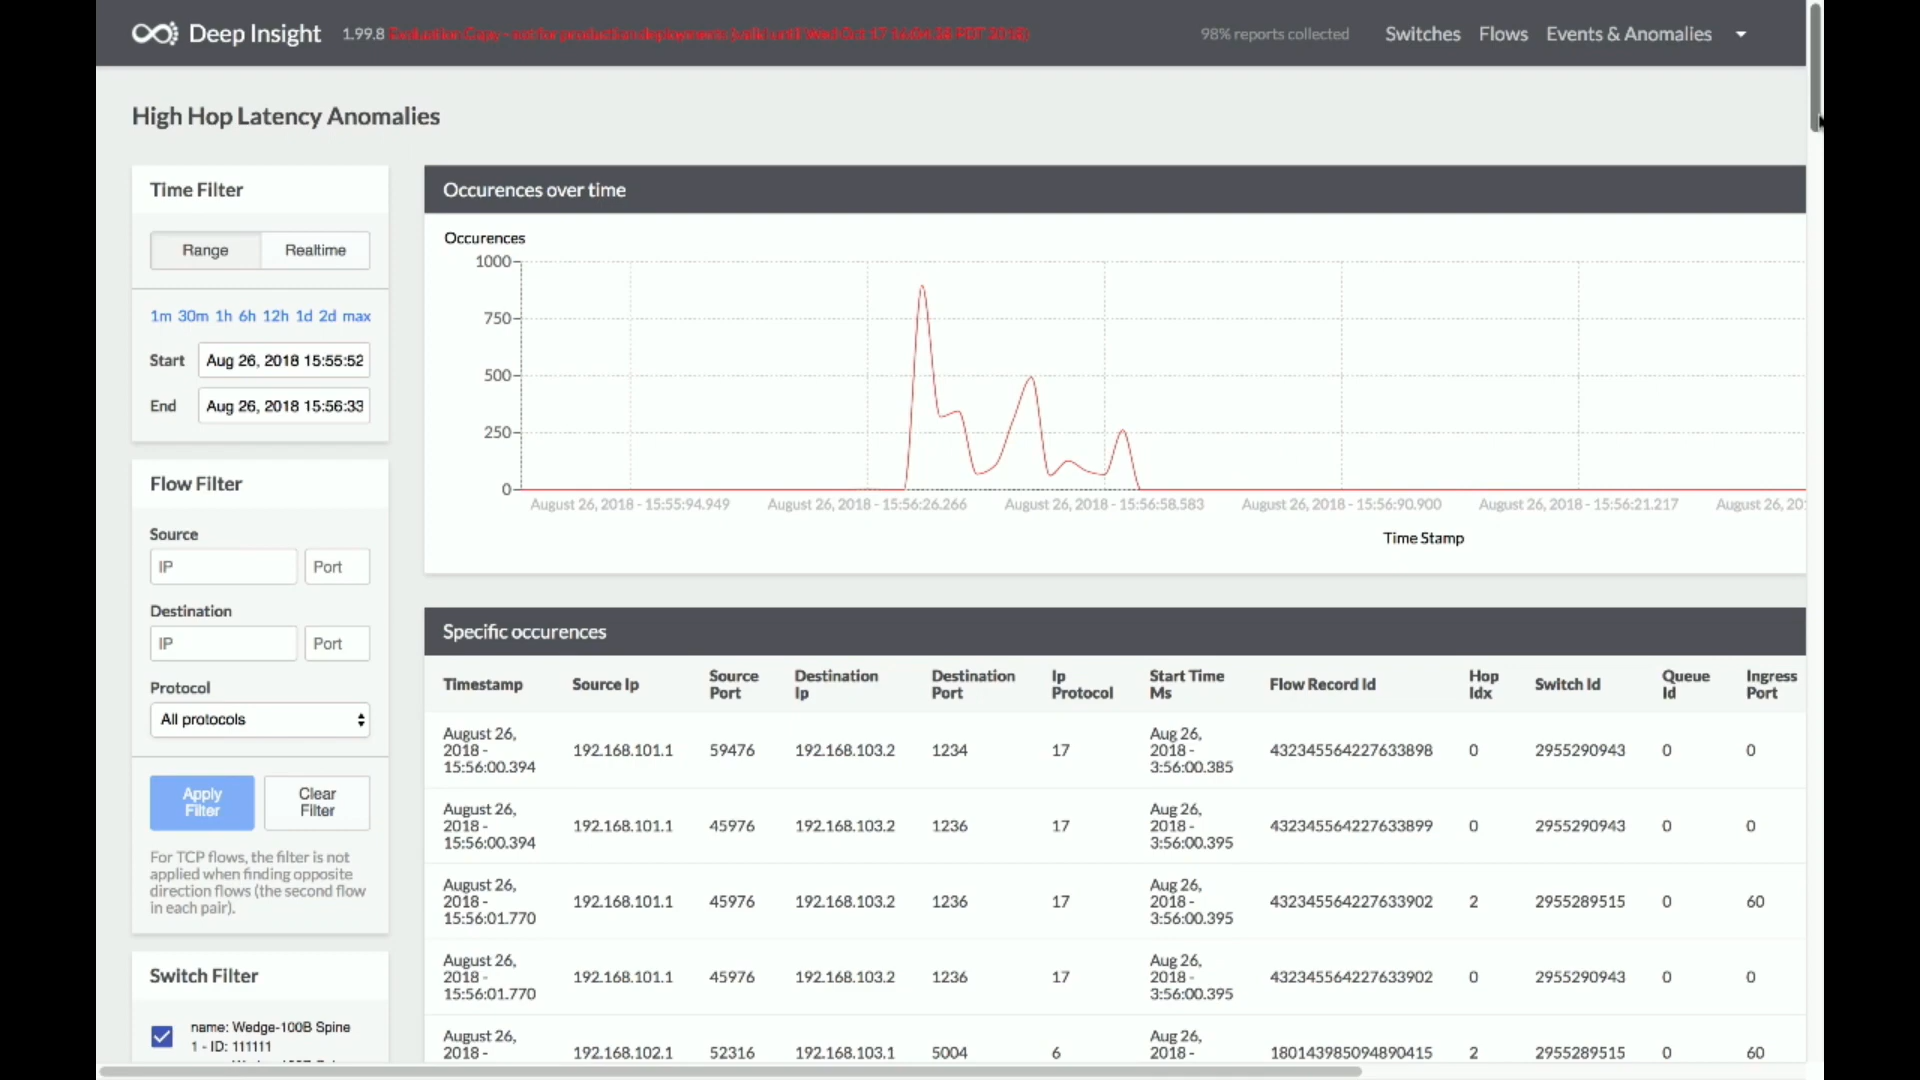 Deep Insight 1.99.8 98% reports collected Switches Flows Events & Anomalies
High Hop Latency Anomalies
Time Filter
Range Realtime
1m 30m 1h 6h 12h 1d 2d max
Start Aug 26, 2018 15:55:52
End Aug 26, 2018 15:56:33
Flow Filter
Source
IP Port
Destination
IP Port
Protocol
All protocols
Apply Filter
Clear Filter
For TCP flows, the filter is not
applied when finding opposite
direction flows (the second flow
in each pair).
Switch Filter
name: Wedge-100B Spine
1 - ID: 111111
Occurences over time
Occurences
1000
750
500
250
0
August 26, 2018 - 15:55:94.949 August 26, 2018 - 15:56:26.266 August 26, 2018 - 15:56:58.583 August 26, 2018 - 15:56:90.900 August 26, 2018 - 15:56:21.217 August 26, 20
Time Stamp
Specific occurences
Timestamp Source Ip Source Port Destination Ip Destination Port Ip Protocol Start Time Ms Flow Record Id Hop Idx Switch Id Queue Id Ingress Port
August 26, 2018 - 15:56:00.394 192.168.101.1 59476 192.168.103.2 1234 17 Aug 26, 2018 - 3:56:00.385 432345564227633898 0 2955290943 0 0
August 26, 2018 - 15:56:00.394 192.168.101.1 45976 192.168.103.2 1236 17 Aug 26, 2018 - 3:56:00.395 432345564227633899 0 2955290943 0 0
August 26, 2018 - 15:56:01.770 192.168.101.1 45976 192.168.103.2 1236 17 Aug 26, 2018 - 3:56:00.395 432345564227633902 2 2955289515 0 60
August 26, 2018 - 15:56:01.770 192.168.101.1 45976 192.168.103.2 1236 17 Aug 26, 2018 - 3:56:00.395 432345564227633902 0 2955290943 0 0
August 26, 2018 - 192.168.102.1 52316 192.168.103.1 5004 6 Aug 26, 2018 - 180143985094890415 2 2955289515 0 60